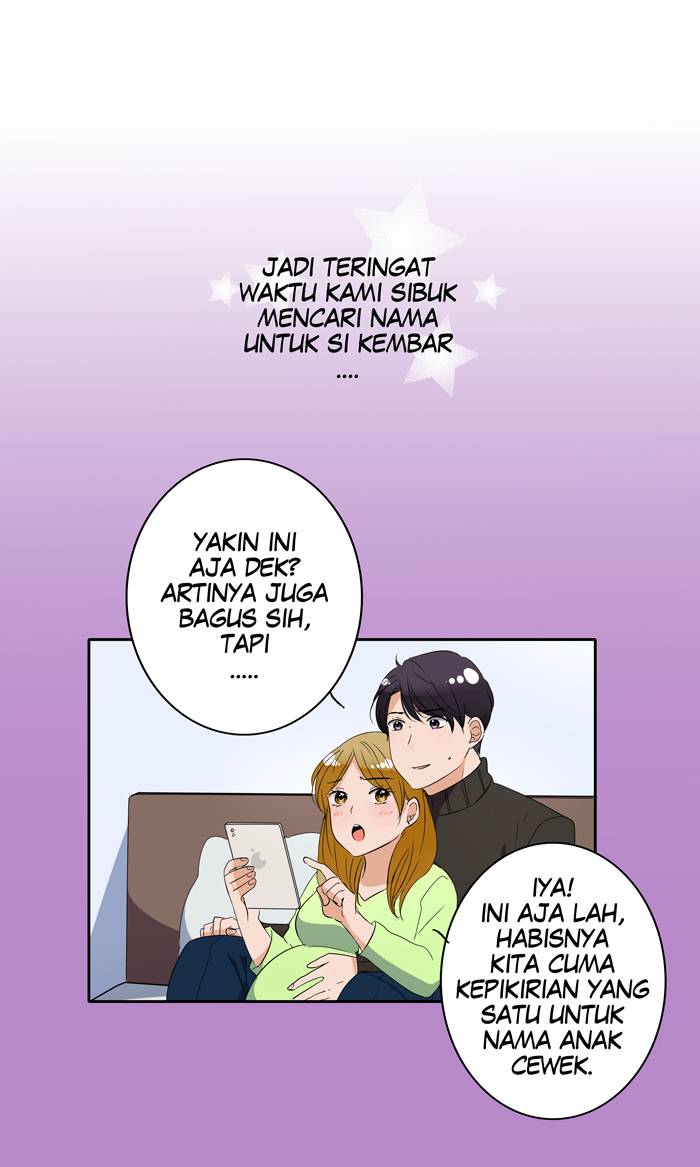 JADI TERINGAT
WAKTU KAMI SIBUK
MENCARI NAMA
UNTUK SI KEMBAR
....
YAKIN INI
AJA DEK?
ARTINYA JUGA
BAGUS SIH,
TAPI
.....
IYA!
INI AJA LAH,
HABISNYA
KITA CUMA
KEPIKIRIAN YANG
SATU UNTUK
NAMA ANAK
CEWEK.